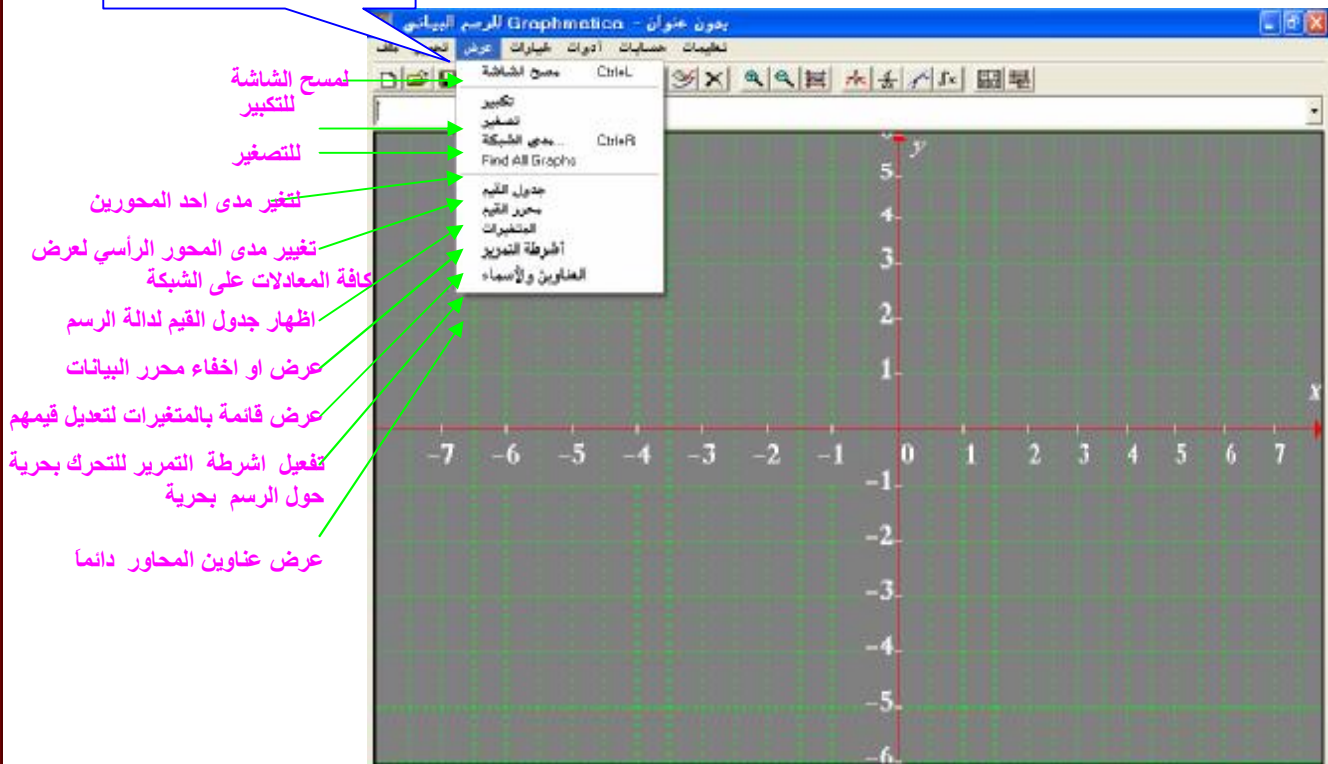 بدون عنوان - Graphmatica للرسم البياني
ملف تحرير عرض خيارات أدوات حسابات تعليمات
مسح الشاشة Ctrl+L
تكبير
تصغير
مدى الشبكة... Ctrl+R
Find All Graphs
جدول القيم
محرر القيم
المتغيرات
أشرطة التمرير
العناوين والأسماء
لمسح الشاشة
للتكبير
للتصغير
لتغير مدى احد المحورين
تغيير مدى المحور الرأسي لعرض
كافة المعادلات على الشبكة
اظهار جدول القيم لدالة الرسم
عرض او اخفاء محرر البيانات
عرض قائمة بالمتغيرات لتعديل قيمهم
تفعيل اشرطة التمرير للتحرك بحرية
حول الرسم بحرية
عرض عناوين المحاور دائماَ
y
5
4
3
2
1
x
-7 -6 -5 -4 -3 -2 -1 0 1 2 3 4 5 6 7
-1
-2
-3
-4
-5
-6